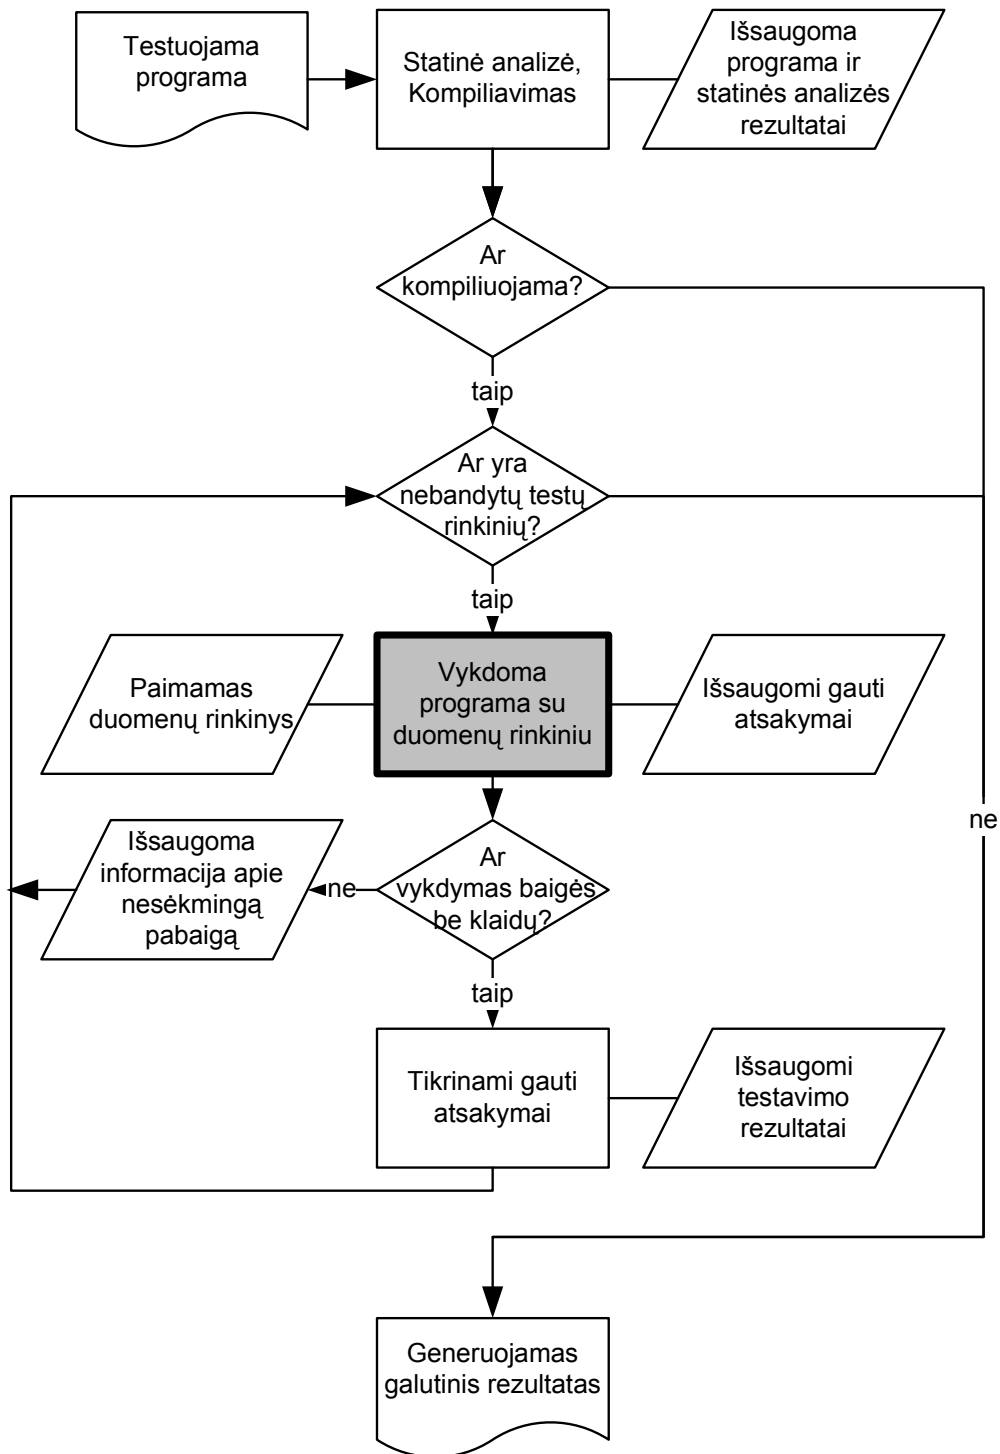 Testuojama
programa
Statinė analizė,
Kompiliavimas
Išsaugoma
programa ir
statinės analizės
rezultatai
Ar
kompiliuojama?
taip
Ar yra
nebandytų testų
rinkinių?
taip
Paimamas
duomenų rinkinys
Vykdoma
programa su
duomenų rinkiniu
Išsaugomi gauti
atsakymai
ne
Išsaugoma
informacija apie
nesėkmingą
pabaigą
ne
Ar
vykdymas baigės
be klaidų?
taip
Tikrinami gauti
atsakymai
Išsaugomi
testavimo
rezultatai
Generuojamas
galutinis rezultatas